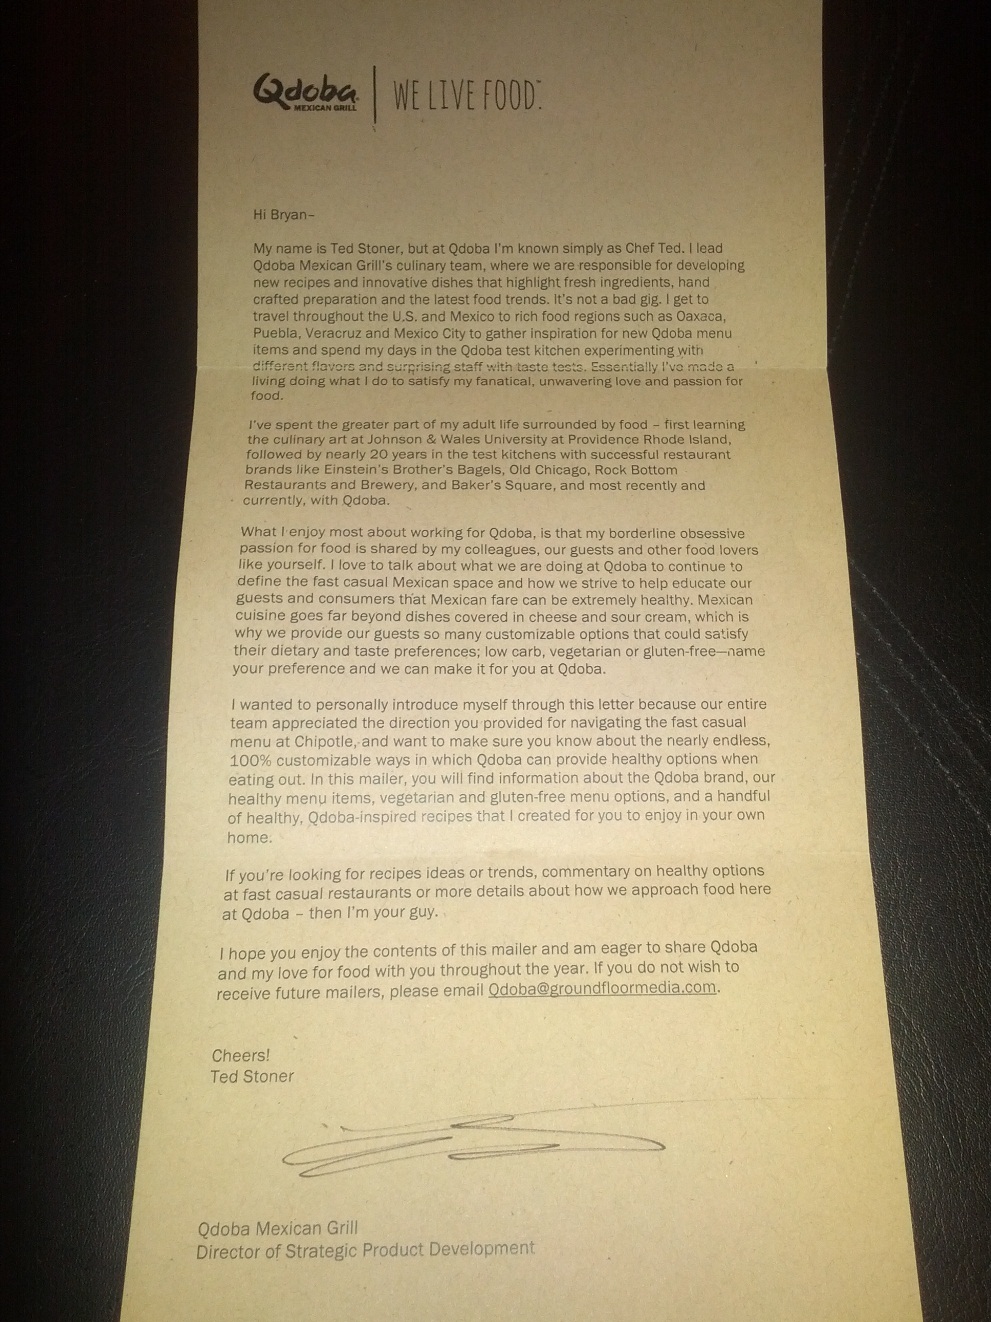 Qdoba | WE LIVE FOOD.™
MEXICAN GRILL
Hi Bryan–
My name is Ted Stoner, but at Qdoba I'm known simply as Chef Ted. I lead
Qdoba Mexican Grill's culinary team, where we are responsible for developing
new recipes and innovative dishes that highlight fresh ingredients, hand
crafted preparation and the latest food trends. It's not a bad gig. I get to
travel throughout the U.S. and Mexico to rich food regions such as Oaxaca,
Puebla, Veracruz and Mexico City to gather inspiration for new Qdoba menu
items and spend my days in the Qdoba test kitchen experimenting with
different flavors and surprising staff with taste tests. Essentially I've made a
living doing what I do to satisfy my fanatical, unwavering love and passion for
food.
I've spent the greater part of my adult life surrounded by food – first learning
the culinary art at Johnson & Wales University at Providence Rhode Island,
followed by nearly 20 years in the test kitchens with successful restaurant
brands like Einstein's Brother's Bagels, Old Chicago, Rock Bottom
Restaurants and Brewery, and Baker's Square, and most recently and
currently, with Qdoba.
What I enjoy most about working for Qdoba, is that my borderline obsessive
passion for food is shared by my colleagues, our guests and other food lovers
like yourself. I love to talk about what we are doing at Qdoba to continue to
define the fast casual Mexican space and how we strive to help educate our
guests and consumers that Mexican fare can be extremely healthy. Mexican
cuisine goes far beyond dishes covered in cheese and sour cream, which is
why we provide our guests so many customizable options that could satisfy
their dietary and taste preferences; low carb, vegetarian or gluten-free—name
your preference and we can make it for you at Qdoba.
I wanted to personally introduce myself through this letter because our entire
team appreciated the direction you provided for navigating the fast casual
menu at Chipotle, and want to make sure you know about the nearly endless,
100% customizable ways in which Qdoba can provide healthy options when
eating out. In this mailer, you will find information about the Qdoba brand, our
healthy menu items, vegetarian and gluten-free menu options, and a handful
of healthy, Qdoba-inspired recipes that I created for you to enjoy in your own
home.
If you're looking for recipes ideas or trends, commentary on healthy options
at fast casual restaurants or more details about how we approach food here
at Qdoba – then I'm your guy.
I hope you enjoy the contents of this mailer and am eager to share Qdoba
and my love for food with you throughout the year. If you do not wish to
receive future mailers, please email Qdoba@groundfloormedia.com.
Cheers!
Ted Stoner
Qdoba Mexican Grill
Director of Strategic Product Development